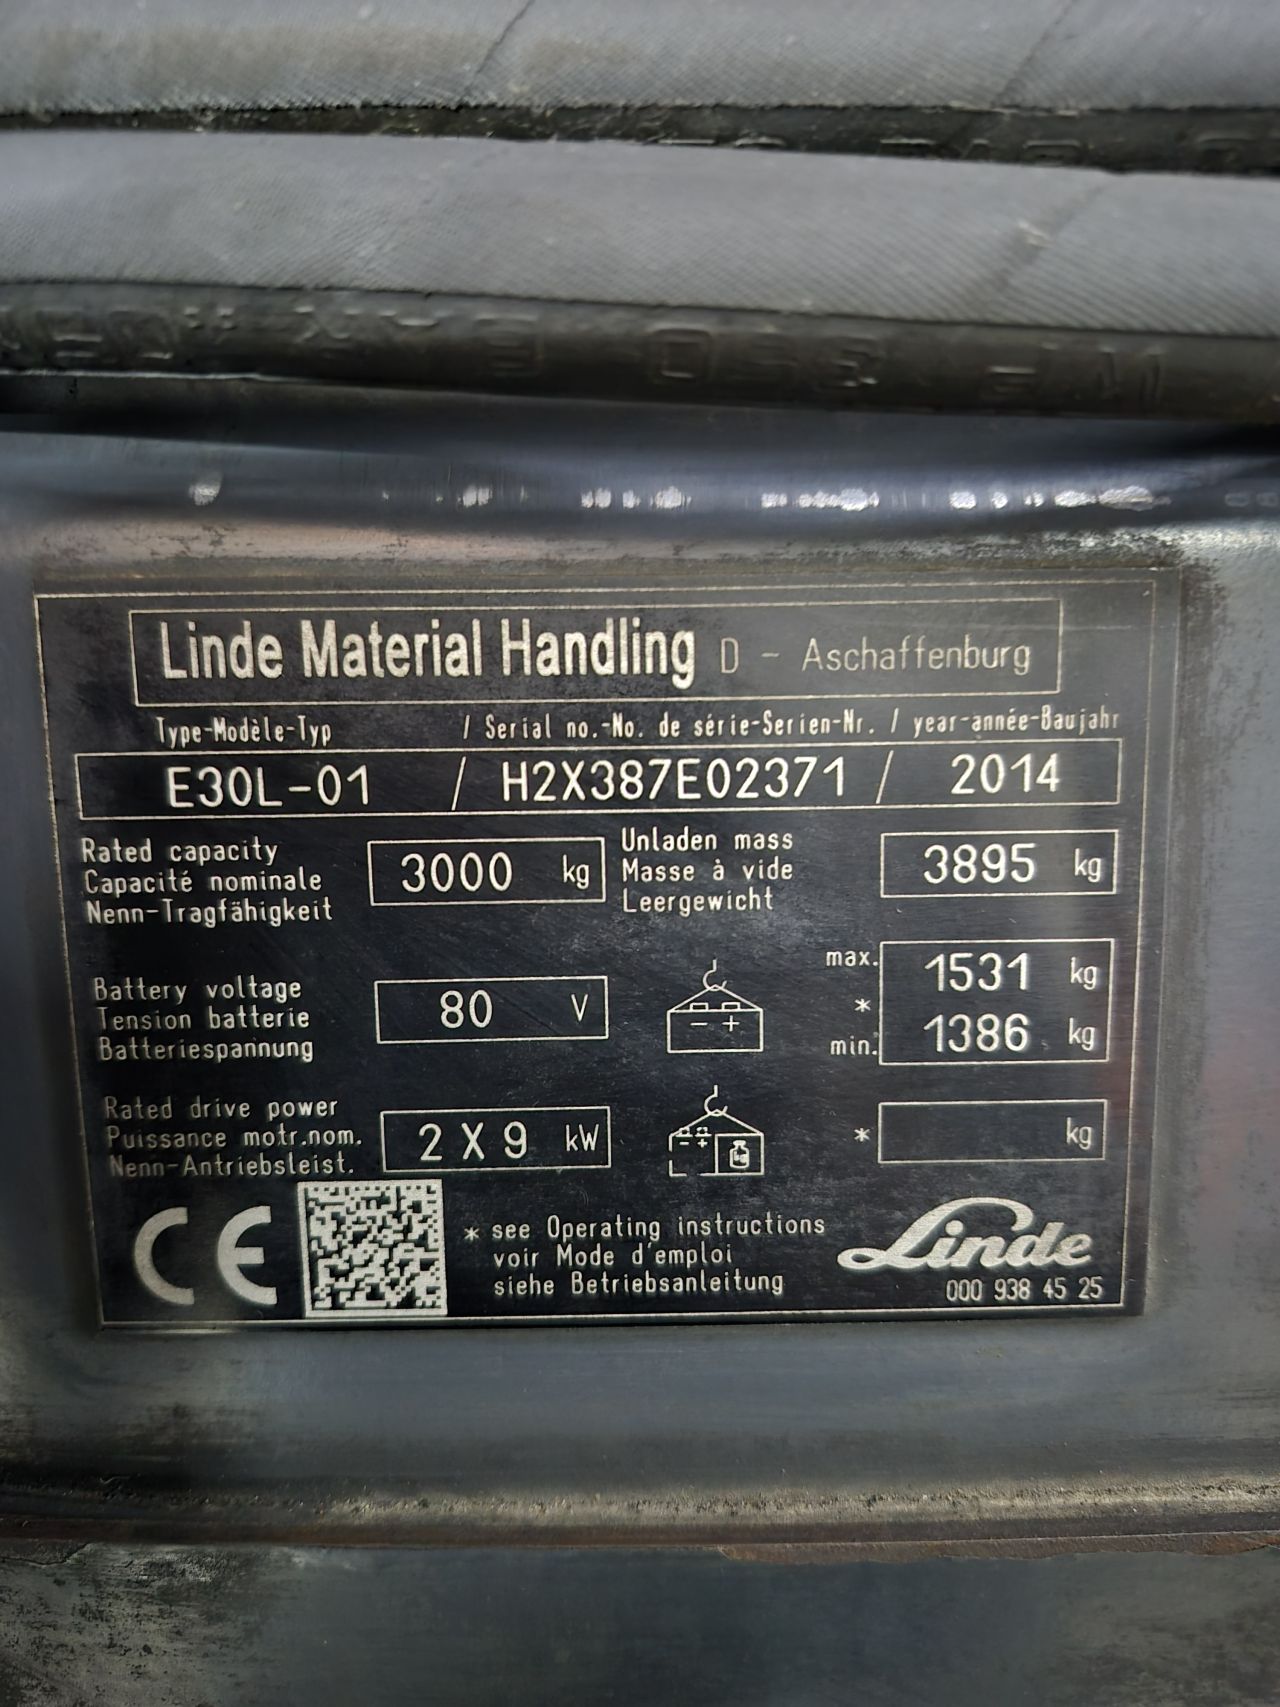 Linde Material Handling D - Aschaffenburg
Type-Modèle-Typ / Serial no.-No. de série-Serien-Nr. / year-année-Baujahr
E30L-01 / H2X387E02371 / 2014
Rated capacity
Capacité nominale
Nenn-Tragfähigkeit
3000 kg
Unladen mass
Masse à vide
Leergewicht
3895 kg
Battery voltage
Tension batterie
Batteriespannung
80 V
max. 1531 kg
*
min. 1386 kg
Rated drive power
Puissance motr.nom.
Nenn-Antriebsleist.
2 X 9 kW
* kg
CE
* see Operating instructions
voir Mode d'emploi
siehe Betriebsanleitung
Linde
000 938 45 25